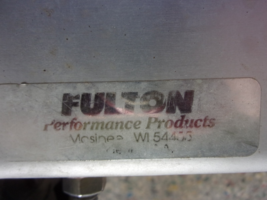 FULTON
Performance Products
Mosinee, WI 54455